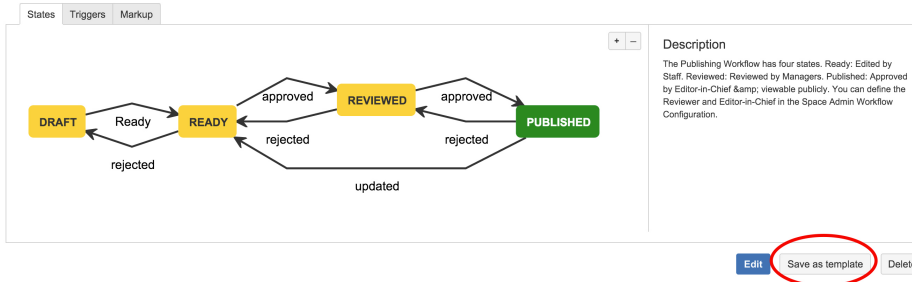 States Triggers Markup
+ –
Description
The Publishing Workflow has four states. Ready: Edited by
Staff. Reviewed: Reviewed by Managers. Published: Approved
by Editor-in-Chief &amp; viewable publicly. You can define the
Reviewer and Editor-in-Chief in the Space Admin Workflow
Configuration.
approved REVIEWED approved
DRAFT Ready READY PUBLISHED
rejected rejected
rejected
updated
Edit Save as template Delete